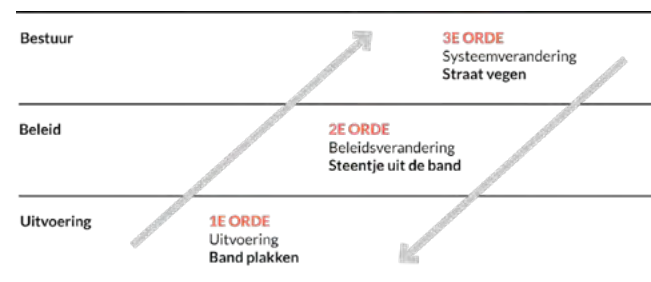 Bestuur
3E ORDE
Systeemverandering
Straat vegen
Beleid
2E ORDE
Beleidsverandering
Steentje uit de band
Uitvoering
1E ORDE
Uitvoering
Band plakken